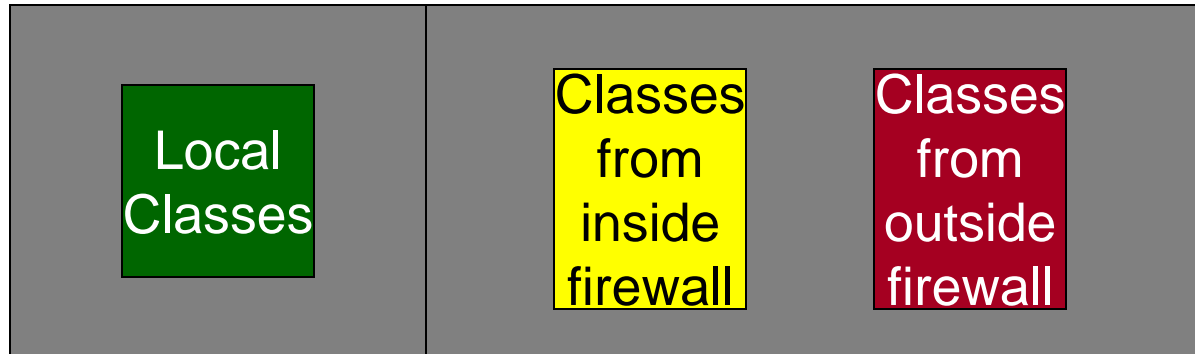 Local
Classes
Classes
from
inside
firewall
Classes
from
outside
firewall